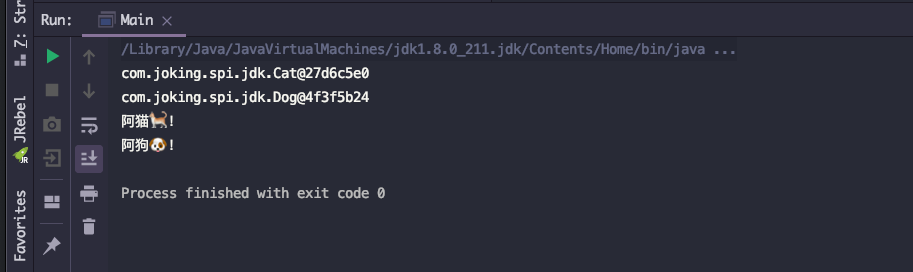 Run:
Main
/Library/Java/JavaVirtualMachines/jdk1.8.0_211.jdk/Contents/Home/bin/java ...
com.joking.spi.jdk.Cat@27d6c5e0
com.joking.spi.jdk.Dog@4f3f5b24
阿猫🐈!
阿狗🐶!
Process finished with exit code 0
Z: Str
JRebel
JR
Favorites